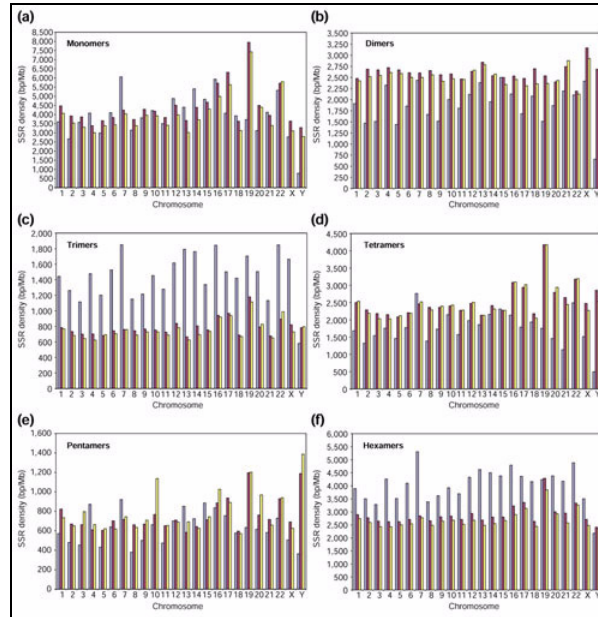 (a)
Monomers
SSR density (bp/Mb)
8,500
8,000
7,500
7,000
6,500
6,000
5,500
5,000
4,500
4,000
3,500
3,000
2,500
2,000
1,500
1,000
500
0
1 2 3 4 5 6 7 8 9 10 11 12 13 14 15 16 17 18 19 20 21 22 X Y
Chromosome
(b)
Dimers
SSR density (bp/Mb)
3,500
3,250
3,000
2,750
2,500
2,250
2,000
1,750
1,500
1,250
1,000
750
500
250
0
1 2 3 4 5 6 7 8 9 10 11 12 13 14 15 16 17 18 19 20 21 22 X Y
Chromosome
(c)
Trimers
SSR density (bp/Mb)
2,000
1,800
1,600
1,400
1,200
1,000
800
600
400
200
0
1 2 3 4 5 6 7 8 9 10 11 12 13 14 15 16 17 18 19 20 21 22 X Y
Chromosome
(d)
Tetramers
SSR density (bp/Mb)
4,500
4,000
3,500
3,000
2,500
2,000
1,500
1,000
500
0
1 2 3 4 5 6 7 8 9 10 11 12 13 14 15 16 17 18 19 20 21 22 X Y
Chromosome
(e)
Pentamers
SSR density (bp/Mb)
1,600
1,400
1,200
1,000
800
600
400
200
0
1 2 3 4 5 6 7 8 9 10 11 12 13 14 15 16 17 18 19 20 21 22 X Y
Chromosome
(f)
Hexamers
SSR density (bp/Mb)
6,000
5,500
5,000
4,500
4,000
3,500
3,000
2,500
2,000
1,500
1,000
500
0
1 2 3 4 5 6 7 8 9 10 11 12 13 14 15 16 17 18 19 20 21 22 X Y
Chromosome